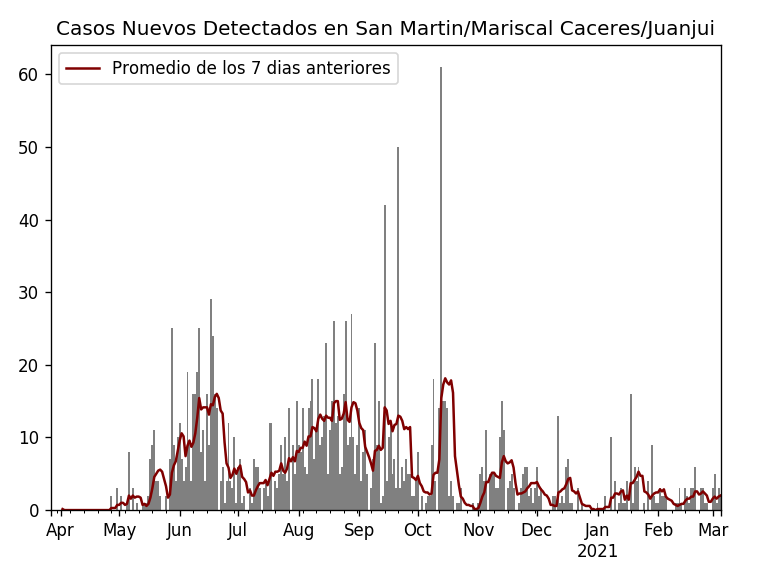 Casos Nuevos Detectados en San Martin/Mariscal Caceres/Juanjui
Promedio de los 7 dias anteriores
60
50
40
30
20
10
0
Apr May Jun Jul Aug Sep Oct Nov Dec Jan Feb Mar
2021